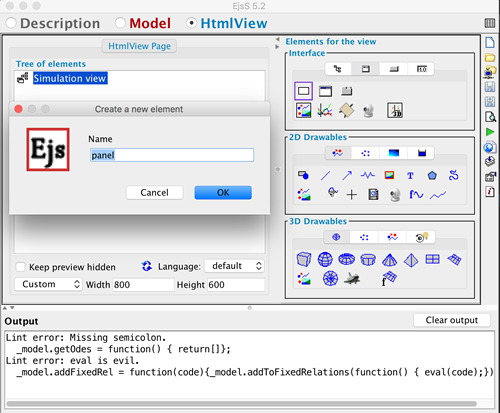 EjsS 5.2
Description
Model
HtmlView
HtmlView Page
Tree of elements
Simulation view
Elements for the view
Interface
Create a new element
Ejs
Name
panel
Cancel
OK
2D Drawables
T
3D Drawables
Keep preview hidden
Language:
default
Custom
Width 800
Height 600
Output
Clear output
Lint error: Missing semicolon.
_model.getOdes = function() { return[]};
Lint error: eval is evil.
_model.addFixedRel = function(code){_model.addToFixedRelations(function() { eval(code);})